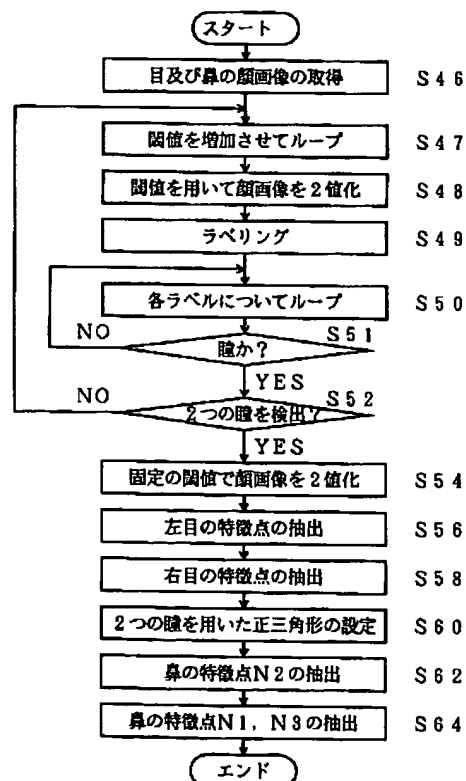 スタート
目及び鼻の顔画像の取得 S46
閾値を増加させてループ S47
閾値を用いて顔画像を2値化 S48
ラベリング S49
各ラベルについてループ S50
NO 瞳か? S51
YES
NO 2つの瞳を検出? S52
YES
固定の閾値で顔画像を2値化 S54
左目の特徴点の抽出 S56
右目の特徴点の抽出 S58
2つの瞳を用いた正三角形の設定 S60
鼻の特徴点N2の抽出 S62
鼻の特徴点N1,N3の抽出 S64
エンド